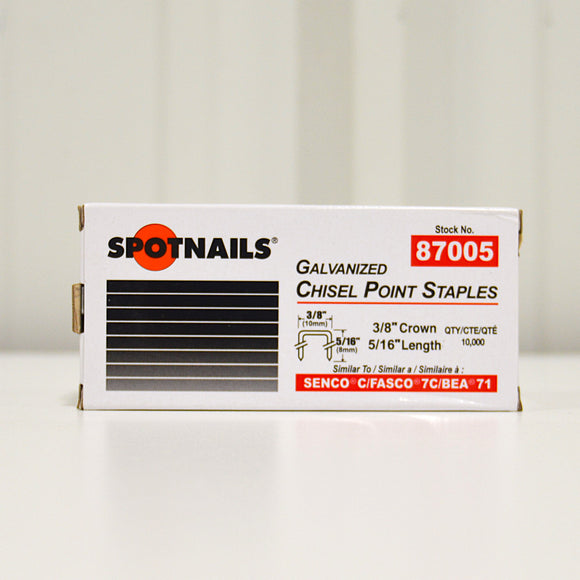 SPOTNAILS®
Stock No.
87005
GALVANIZED
CHISEL POINT STAPLES
3/8"
(10mm)
5/16"
(8mm)
3/8" Crown
5/16" Length
QTY/CTE/QTÉ
10,000
Similar To / Similar a / Similaire à :
SENCO® C/FASCO® 7C/BEA® 71